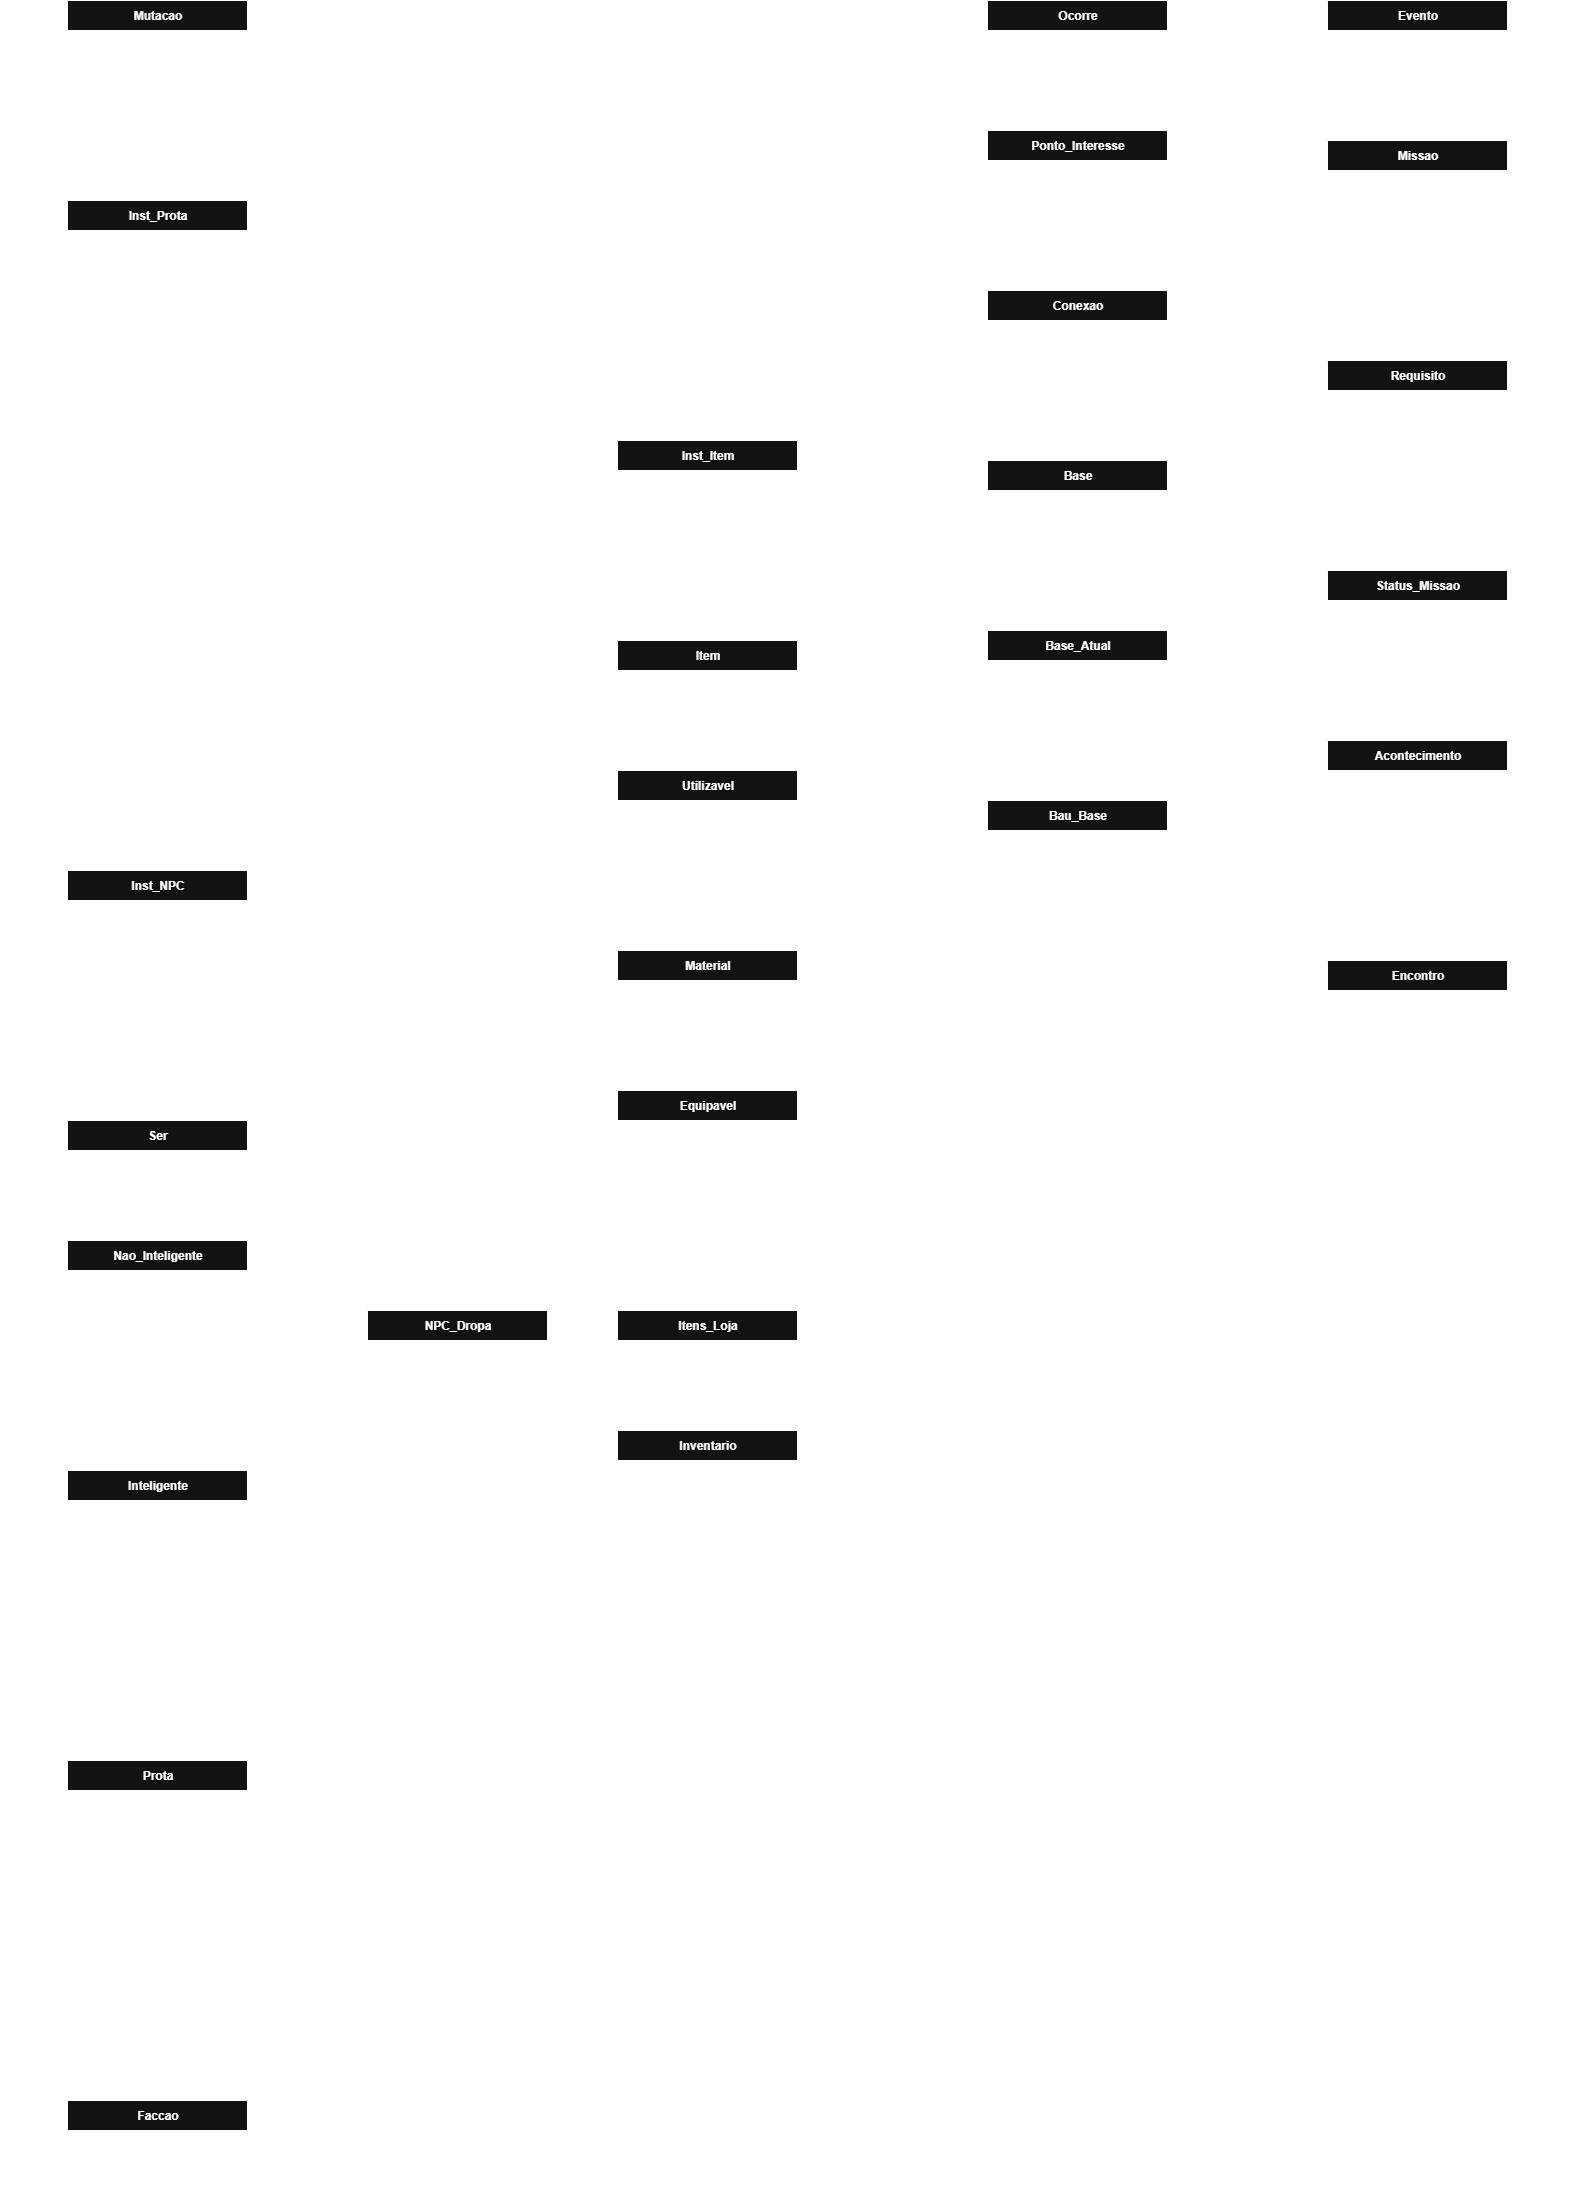 Mutacao
Ocorre
Evento
Ponto_Interesse
Missao
Inst_Prota
Conexao
Requisito
Inst_Item
Base
Status_Missao
Base_Atual
Item
Acontecimento
Utilizavel
Bau_Base
Inst_NPC
Material
Encontro
Equipavel
Ser
Nao_Inteligente
NPC_Dropa
Itens_Loja
Inventario
Inteligente
Prota
Faccao